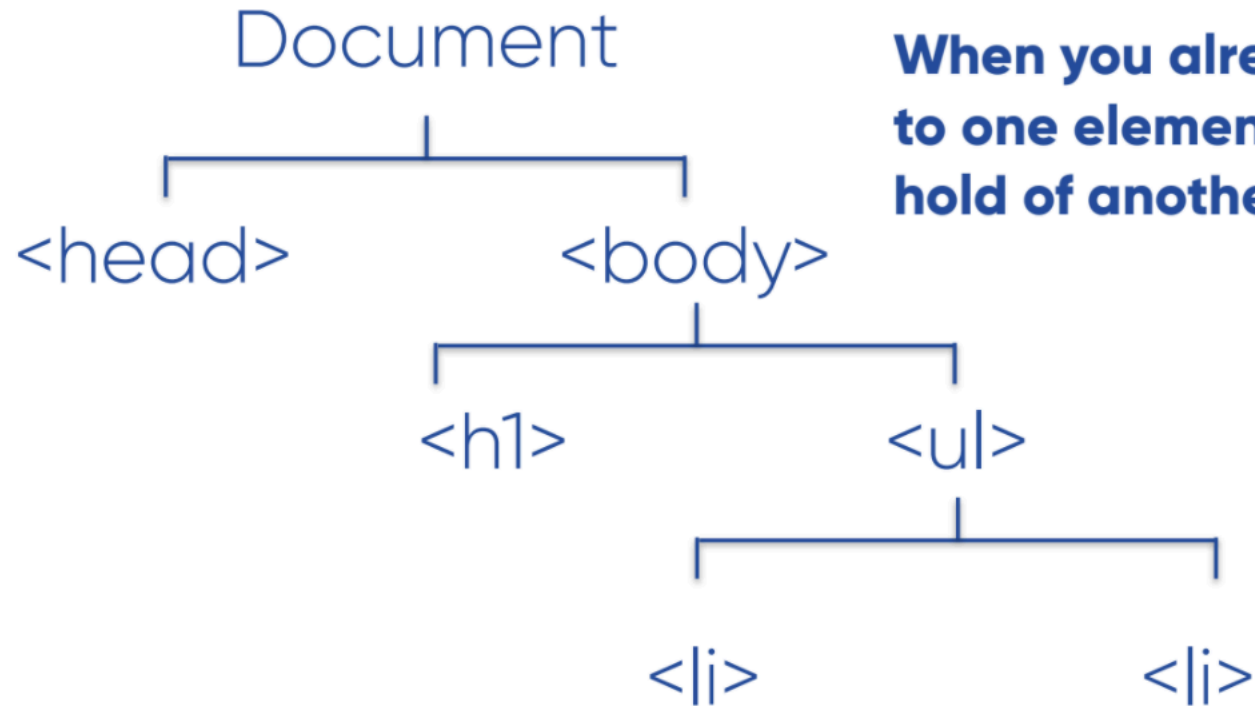 Document
When you alre
to one elemen
hold of anothe
<head> <body>
<h1> <ul>
<li> <li>